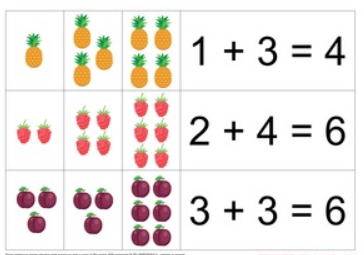 1 + 3 = 4
2 + 4 = 6
3 + 3 = 6